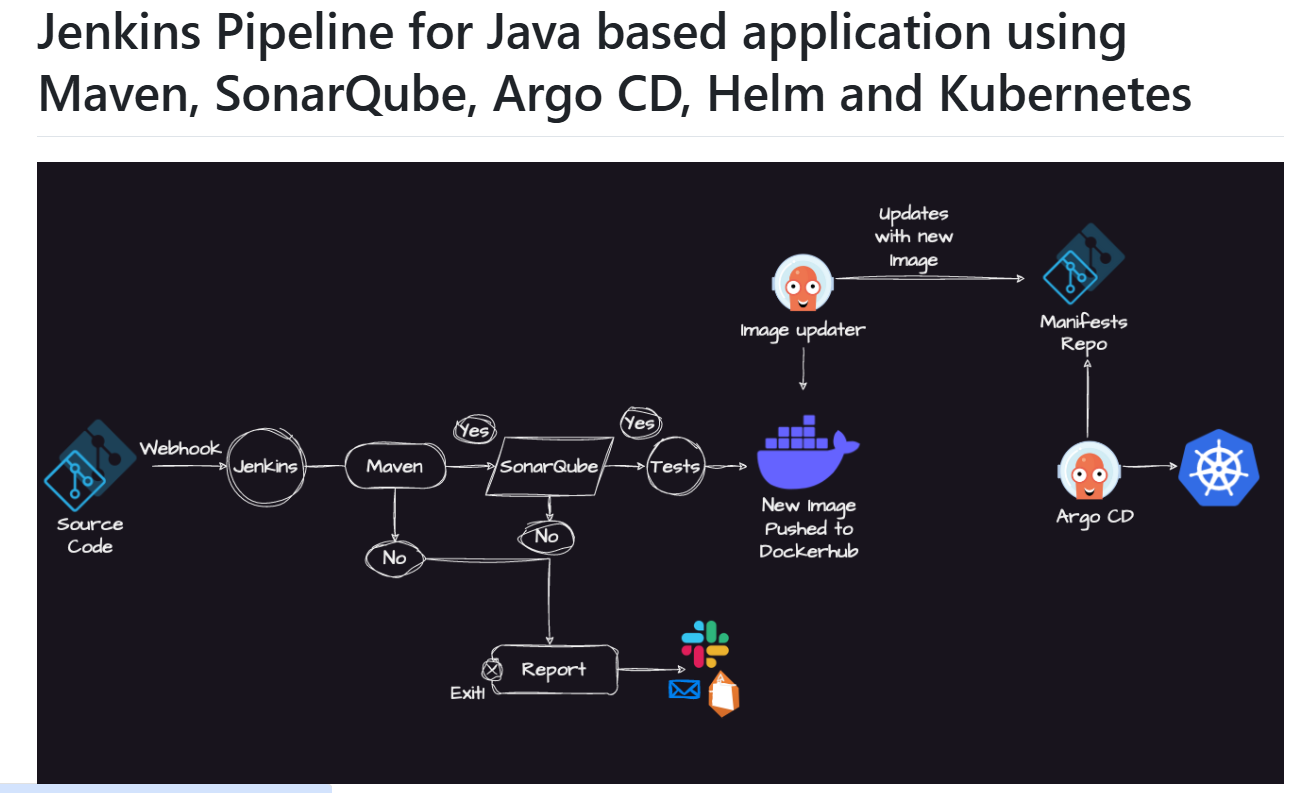 Jenkins Pipeline for Java based application using
Maven, SonarQube, Argo CD, Helm and Kubernetes
Updates
with new
Image
Image updater
Manifests
Repo
Yes
Yes
Webhook
Jenkins
Maven
SonarQube
Tests
Source
Code
New Image
Pushed to
Dockerhub
Argo CD
No
No
Report
Exit!